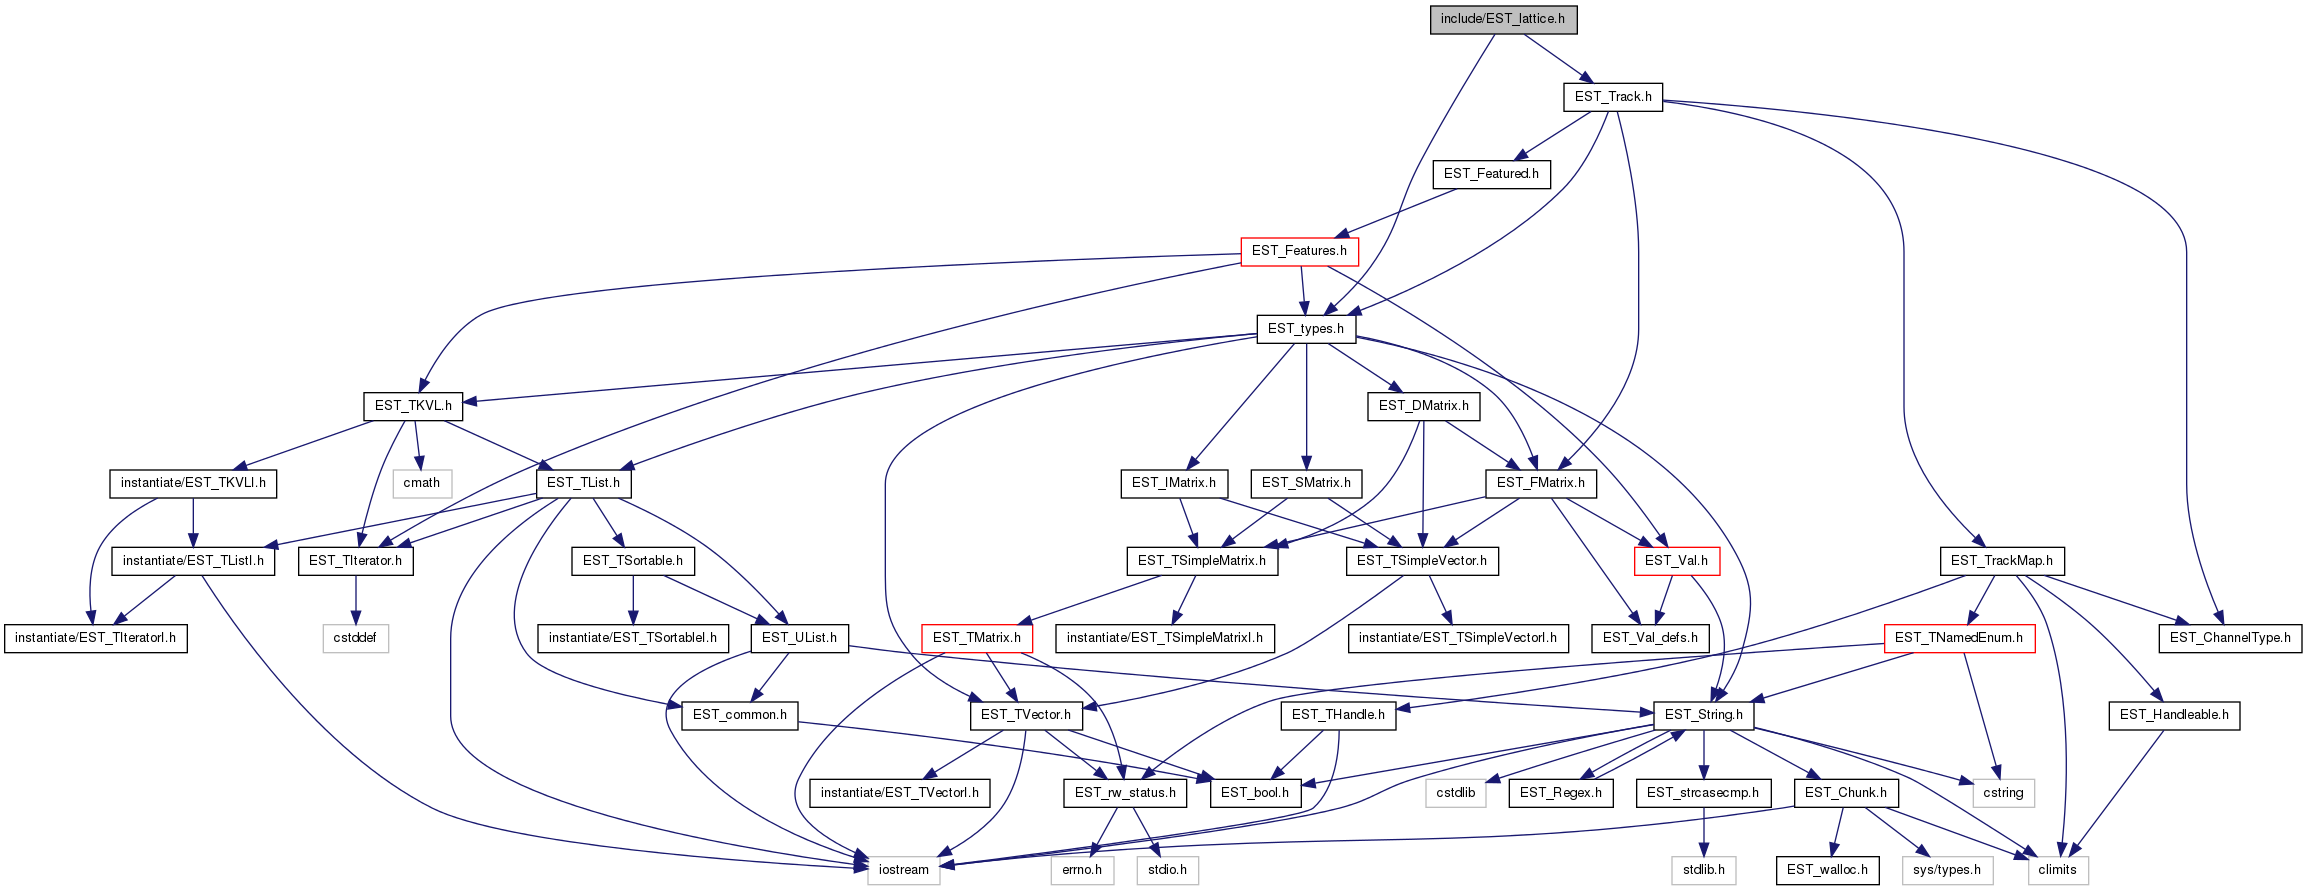 include/EST_lattice.h
EST_Track.h
EST_Featured.h
EST_Features.h
EST_types.h
EST_TKVL.h
EST_DMatrix.h
instantiate/EST_TKVLI.h
cmath
EST_TList.h
EST_IMatrix.h
EST_SMatrix.h
EST_FMatrix.h
instantiate/EST_TListI.h
EST_TIterator.h
EST_TSortable.h
EST_TSimpleMatrix.h
EST_TSimpleVector.h
EST_Val.h
EST_TrackMap.h
instantiate/EST_TIteratorI.h
cstddef
instantiate/EST_TSortableI.h
EST_UList.h
EST_TMatrix.h
instantiate/EST_TSimpleMatrixI.h
instantiate/EST_TSimpleVectorI.h
EST_Val_defs.h
EST_TNamedEnum.h
EST_ChannelType.h
EST_common.h
EST_TVector.h
EST_THandle.h
EST_String.h
EST_Handleable.h
instantiate/EST_TVectorI.h
EST_rw_status.h
EST_bool.h
cstdlib
EST_Regex.h
EST_strcasecmp.h
EST_Chunk.h
cstring
iostream
errno.h
stdio.h
stdlib.h
EST_walloc.h
sys/types.h
climits